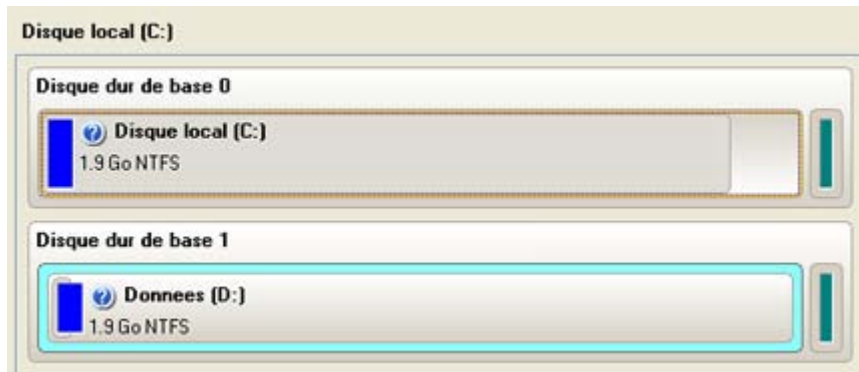 Disque local (C:)
Disque dur de base 0
Disque local (C:)
1.9 Go NTFS
Disque dur de base 1
Donnees (D:)
1.9 Go NTFS